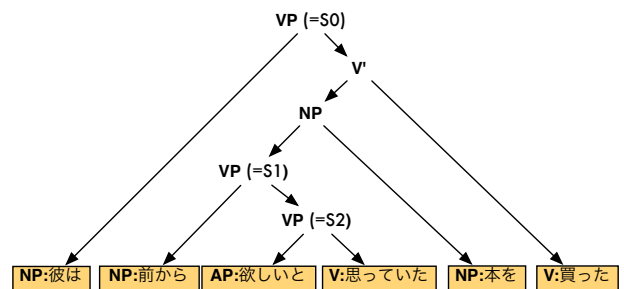 VP (=S0)
V'
NP
VP (=S1)
VP (=S2)
NP:彼は NP:前から AP:欲しいと V:思っていた NP:本を V:買った